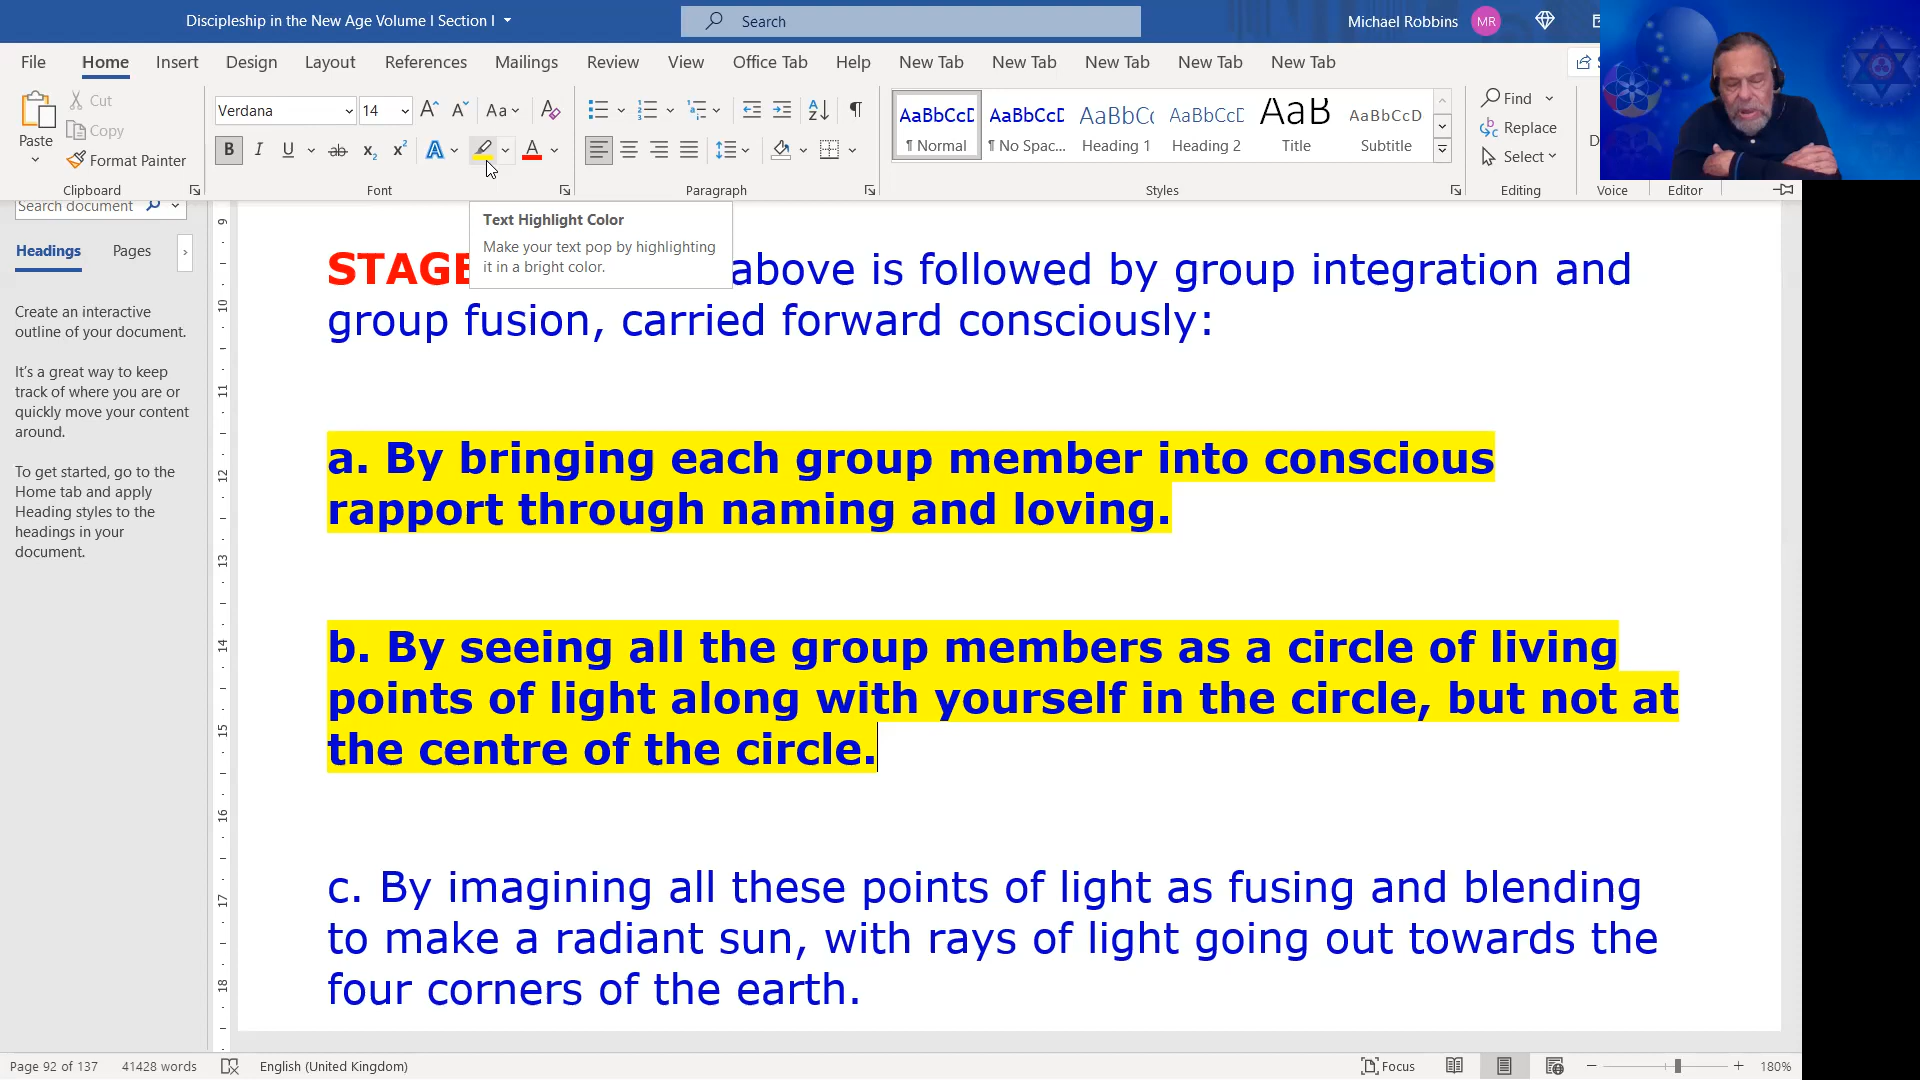 Discipleship in the New Age Volume I Section I
Search
Michael Robbins
MR
File Home Insert Design Layout References Mailings Review View Office Tab Help New Tab New Tab New Tab New Tab New Tab
Paste
Cut
Copy
Format Painter
Clipboard
Verdana 14
Font
Paragraph
AaBbCcD AaBbCcD AaBbCc AaBbCcD AaB AaBbCcD
¶ Normal ¶ No Spac... Heading 1 Heading 2 Title Subtitle
Styles
Find
Replace
Select
Editing
Voice
Editor
Search document
Headings Pages
Create an interactive
outline of your document.
It's a great way to keep
track of where you are or
quickly move your content
around.
To get started, go to the
Home tab and apply
Heading styles to the
headings in your
document.
Text Highlight Color
Make your text pop by highlighting
it in a bright color.
STAGE above is followed by group integration and
group fusion, carried forward consciously:
a. By bringing each group member into conscious
rapport through naming and loving.
b. By seeing all the group members as a circle of living
points of light along with yourself in the circle, but not at
the centre of the circle.
c. By imagining all these points of light as fusing and blending
to make a radiant sun, with rays of light going out towards the
four corners of the earth.
9
10
11
12
13
14
15
16
17
18
Page 92 of 137 41428 words English (United Kingdom) Focus 180%